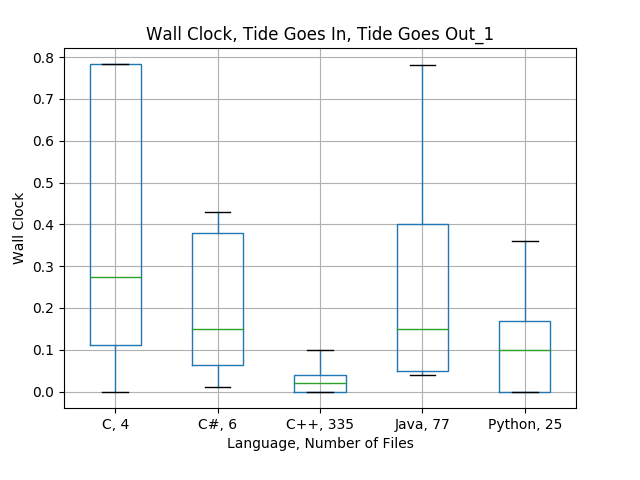 Wall Clock, Tide Goes In, Tide Goes Out_1
0.8
0.7
0.6
0.5
0.4
0.3
0.2
0.1
0.0
Wall Clock
C, 4
C#, 6
C++, 335
Java, 77
Python, 25
Language, Number of Files